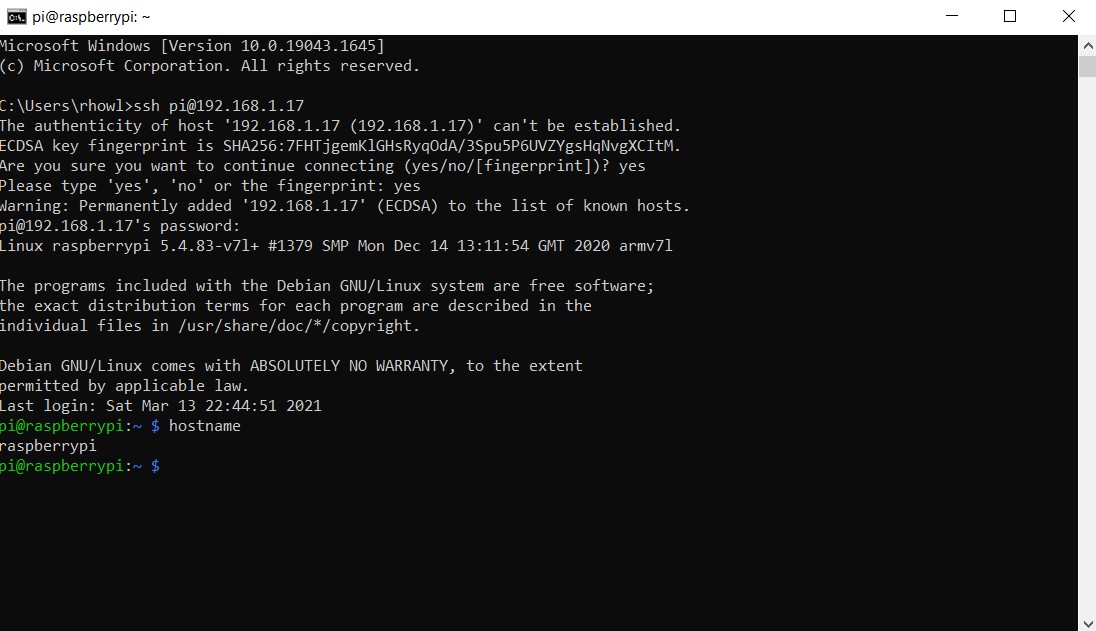 pi@raspberrypi: ~
Microsoft Windows [Version 10.0.19043.1645]
(c) Microsoft Corporation. All rights reserved.
C:\Users\rhowl>ssh pi@192.168.1.17
The authenticity of host '192.168.1.17 (192.168.1.17)' can't be established.
ECDSA key fingerprint is SHA256:7FHTjgemKlGHsRyqOdA/3Spu5P6UVZYgsHqNvgXCItM.
Are you sure you want to continue connecting (yes/no/[fingerprint])? yes
Please type 'yes', 'no' or the fingerprint: yes
Warning: Permanently added '192.168.1.17' (ECDSA) to the list of known hosts.
pi@192.168.1.17's password:
Linux raspberrypi 5.4.83-v7l+ #1379 SMP Mon Dec 14 13:11:54 GMT 2020 armv7l
The programs included with the Debian GNU/Linux system are free software;
the exact distribution terms for each program are described in the
individual files in /usr/share/doc/*/copyright.
Debian GNU/Linux comes with ABSOLUTELY NO WARRANTY, to the extent
permitted by applicable law.
Last login: Sat Mar 13 22:44:51 2021
pi@raspberrypi:~ $ hostname
raspberrypi
pi@raspberrypi:~ $